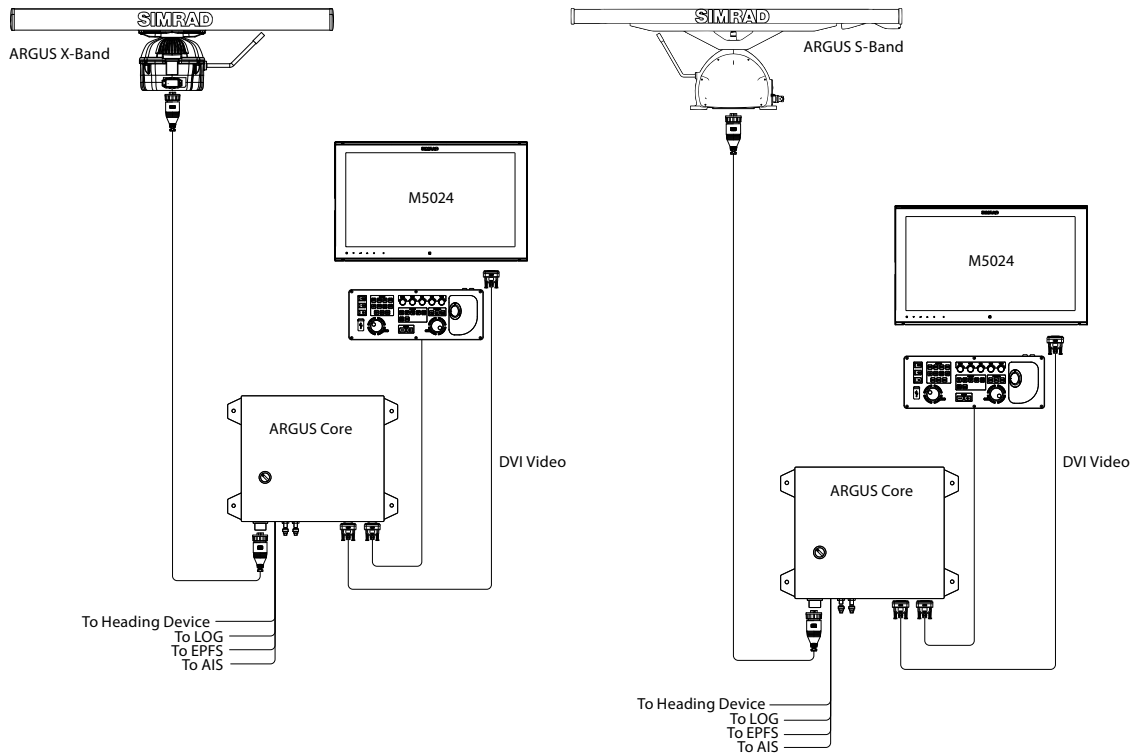 SIMRAD
ARGUS X-Band
SIMRAD
M5024
ARGUS Core
DVI Video
To Heading Device
To LOG
To EPFS
To AIS
SIMRAD
ARGUS S-Band
SIMRAD
M5024
ARGUS Core
DVI Video
To Heading Device
To LOG
To EPFS
To AIS